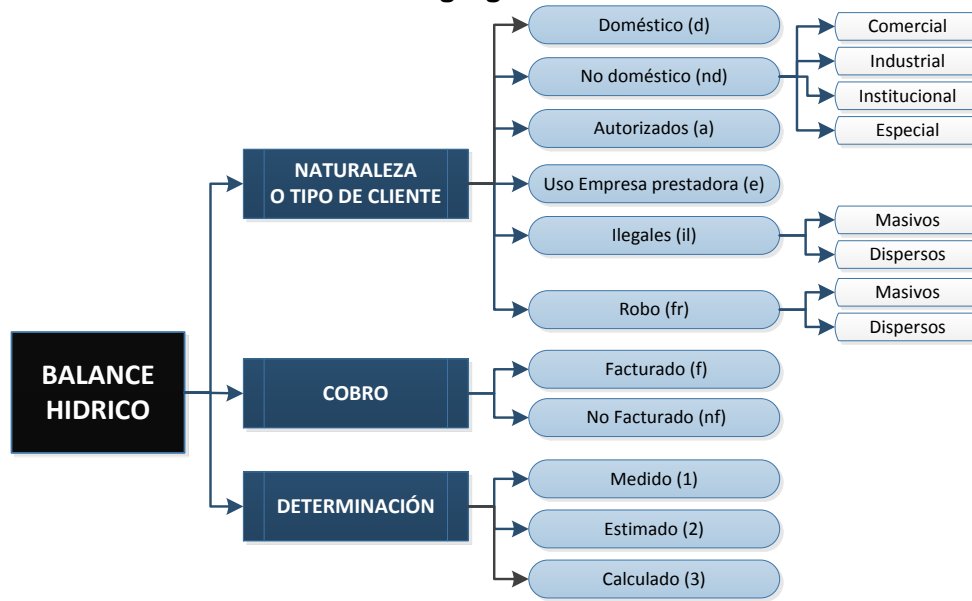 Doméstico (d)
Comercial
Industrial
No doméstico (nd)
Institucional
Especial
Autorizados (a)
NATURALEZA
O TIPO DE CLIENTE
Uso Empresa prestadora (e)
Masivos
Ilegales (il)
Dispersos
Masivos
Robo (fr)
Dispersos
BALANCE
HIDRICO
Facturado (f)
COBRO
No Facturado (nf)
Medido (1)
DETERMINACIÓN
Estimado (2)
Calculado (3)